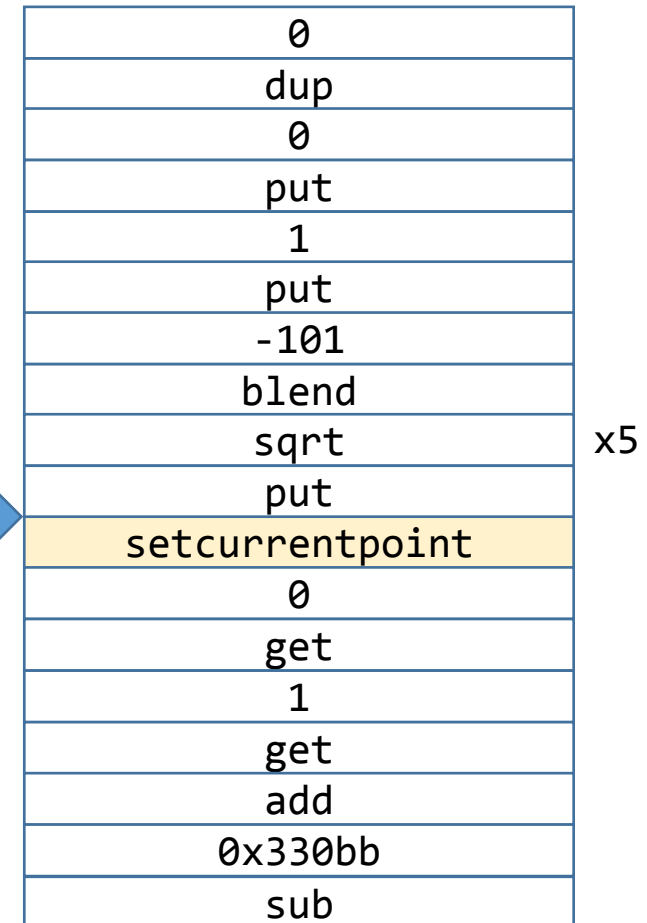 0
dup
0
put
1
put
-101
blend
sqrt x5
put
setcurrentpoint
0
get
1
get
add
0x330bb
sub